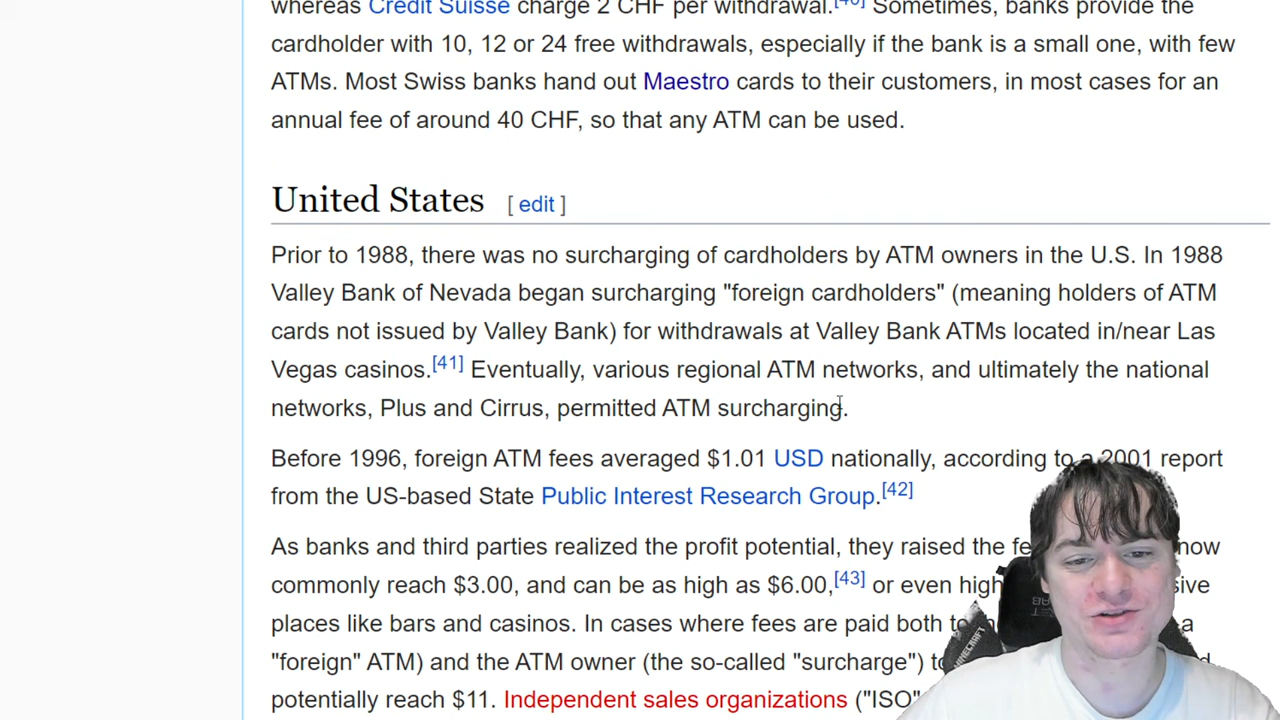 whereas Credit Suisse charge 2 CHF per withdrawal.[40] Sometimes, banks provide the
cardholder with 10, 12 or 24 free withdrawals, especially if the bank is a small one, with few
ATMs. Most Swiss banks hand out Maestro cards to their customers, in most cases for an
annual fee of around 40 CHF, so that any ATM can be used.
United States [ edit ]
Prior to 1988, there was no surcharging of cardholders by ATM owners in the U.S. In 1988
Valley Bank of Nevada began surcharging "foreign cardholders" (meaning holders of ATM
cards not issued by Valley Bank) for withdrawals at Valley Bank ATMs located in/near Las
Vegas casinos.[41] Eventually, various regional ATM networks, and ultimately the national
networks, Plus and Cirrus, permitted ATM surcharging.
Before 1996, foreign ATM fees averaged $1.01 USD nationally, according to a 2001 report
from the US-based State Public Interest Research Group.[42]
As banks and third parties realized the profit potential, they raised the now
commonly reach $3.00, and can be as high as $6.00,[43] or even
places like bars and casinos. In cases where fees are paid both a
"foreign" ATM) and the ATM owner (the so-called "surcharge")
potentially reach $11. Independent sales organizations ("ISO"
MINECRAFT